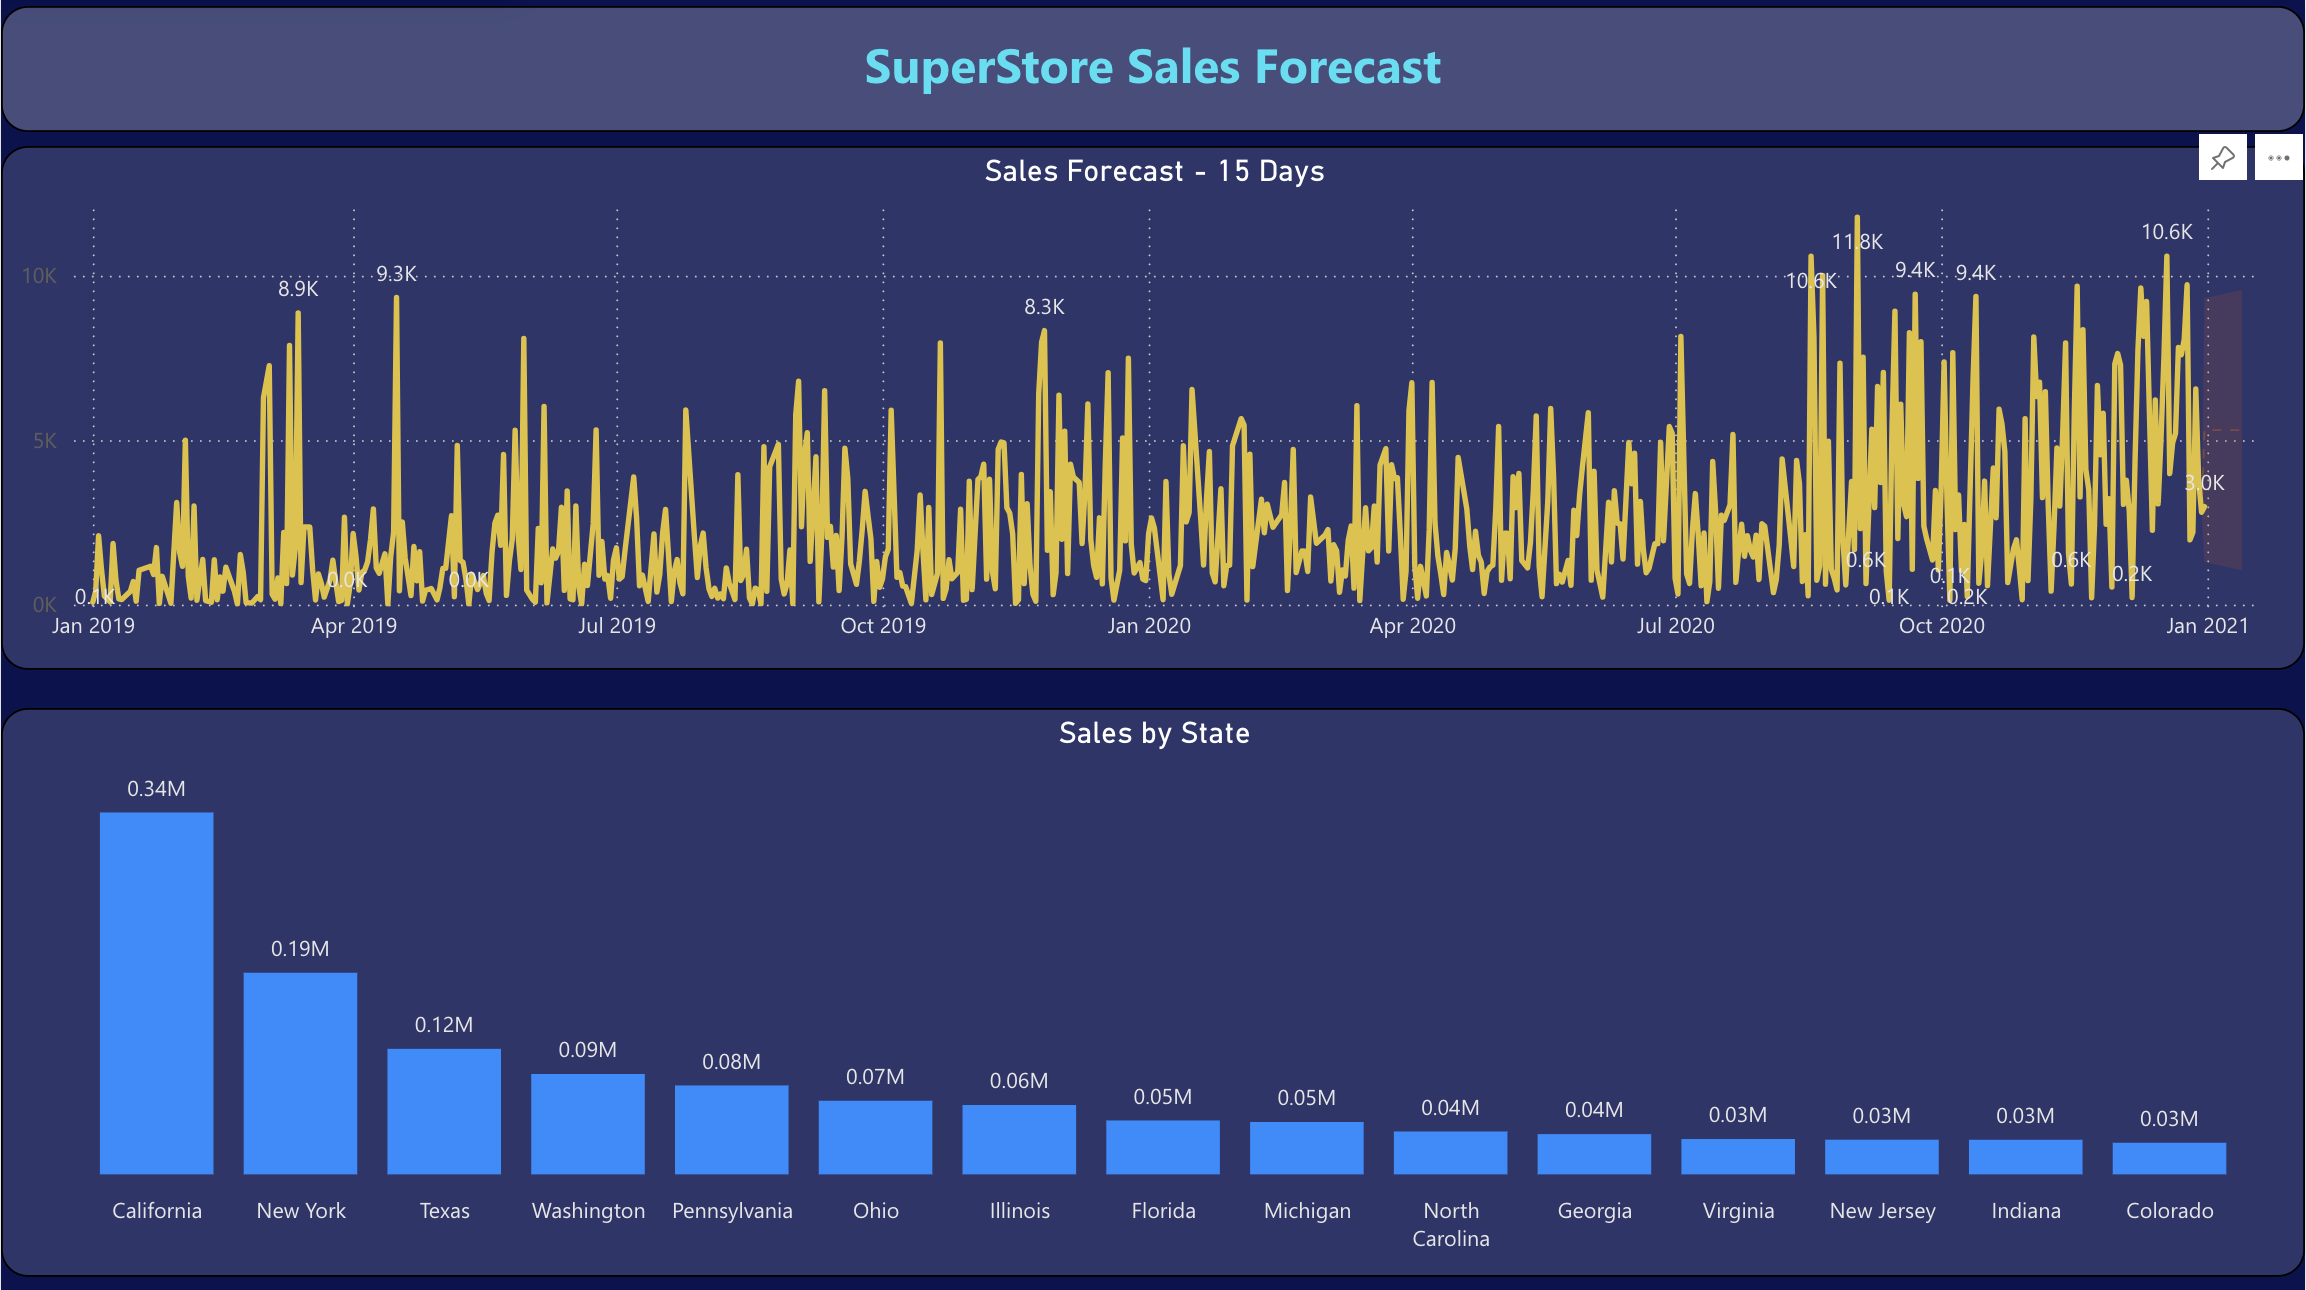 SuperStore Sales Forecast
Sales Forecast - 15 Days
10K
5K
0K
0.1K
8.9K
0.0K
9.3K
0.0K
8.3K
10.6K
11.8K
0.6K
0.1K
9.4K
0.1K
0.2K
9.4K
0.6K
0.2K
10.6K
3.0K
Jan 2019 Apr 2019 Jul 2019 Oct 2019 Jan 2020 Apr 2020 Jul 2020 Oct 2020 Jan 2021
Sales by State
0.34M 0.19M 0.12M 0.09M 0.08M 0.07M 0.06M 0.05M 0.05M 0.04M 0.04M 0.03M 0.03M 0.03M 0.03M
California New York Texas Washington Pennsylvania Ohio Illinois Florida Michigan North Georgia Virginia New Jersey Indiana Colorado
Carolina